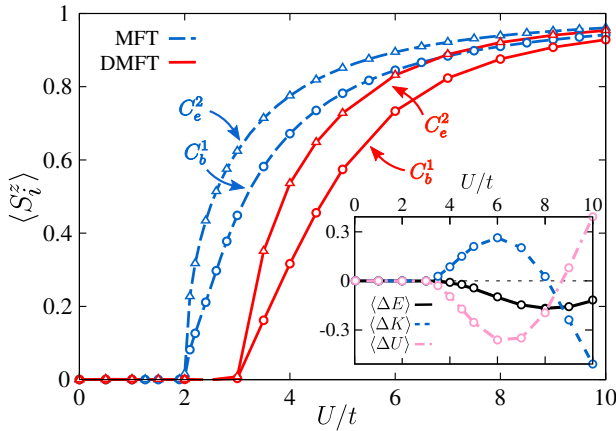 1
0.8
0.6
0.4
0.2
0
⟨S_i^z⟩
MFT
DMFT
C_e^2
C_b^1
C_e^2
C_b^1
U/t
0 2 4 6 8 10
0.3
0
-0.3
⟨ΔE⟩
⟨ΔK⟩
⟨ΔU⟩
0 2 4 6 8 10
U/t